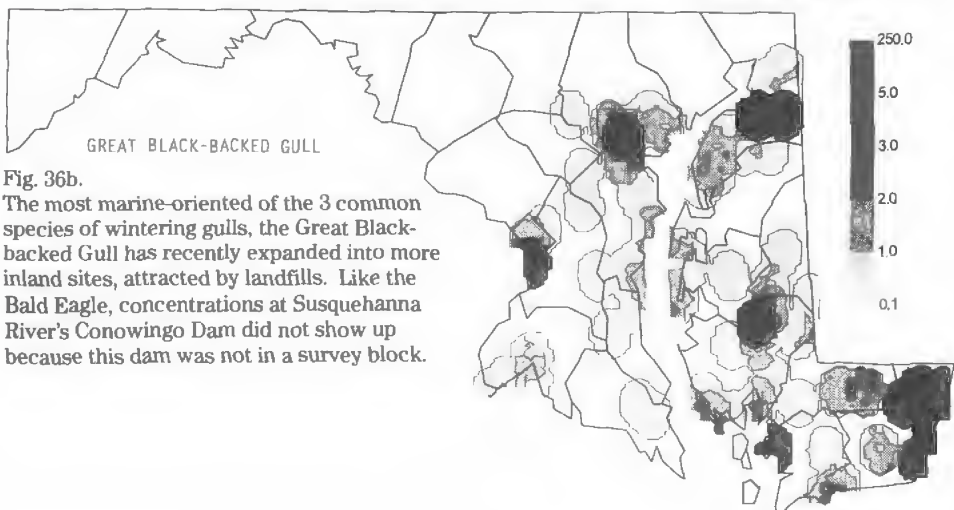 GREAT BLACK-BACKED GULL
Fig. 36b.
The most marine-oriented of the 3 common
species of wintering gulls, the Great Black-
backed Gull has recently expanded into more
inland sites, attracted by landfills. Like the
Bald Eagle, concentrations at Susquehanna
River's Conowingo Dam did not show up
because this dam was not in a survey block.
250.0
5.0
3.0
2.0
1.0
0.1